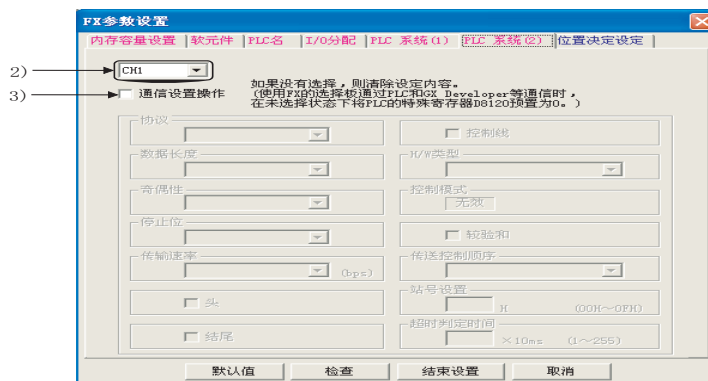 FX参数设置
内存容量设置 软元件 PLC名 I/O分配 PLC 系统(1) PLC 系统(2) 位置决定设定
2) CH1
3) 通信设置操作
如果没有选择，则清除设定内容。
(使用FX的选择板通过PLC和GX Developer等通信时，
在未选择状态下将PLC的特殊寄存器D8120预置为0。)
协议
控制线
数据长度
H/W类型
奇偶性
控制模式
无效
停止位
较验和
传输速率
(bps)
传送控制顺序
头
站号设置
H (00H～0FH)
结尾
超时判定时间
×10ms (1～255)
默认值 检查 结束设置 取消